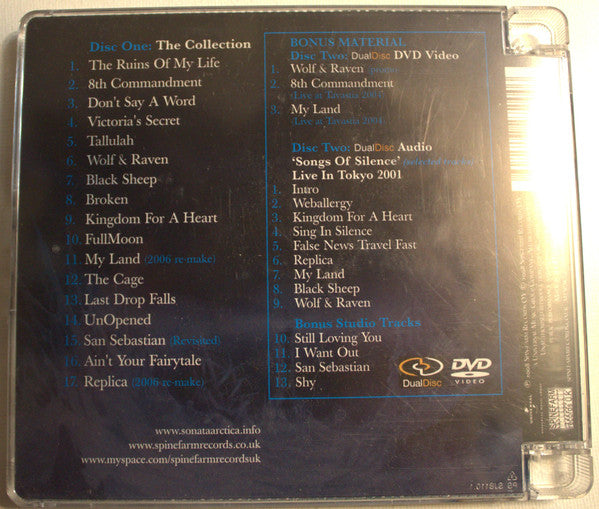 Disc One: The Collection
1. The Ruins Of My Life
2. 8th Commandment
3. Don't Say A Word
4. Victoria's Secret
5. Tallulah
6. Wolf & Raven
7. Black Sheep
8. Broken
9. Kingdom For A Heart
10. FullMoon
11. My Land (2006 re-make)
12. The Cage
13. Last Drop Falls
14. UnOpened
15. San Sebastian (Revisited)
16. Ain't Your Fairytale
17. Replica (2006 re-make)
www.sonataarctica.info
www.spinefarmrecords.co.uk
www.myspace.com/spinefarmrecordsuk
BONUS MATERIAL
Disc Two: DualDisc DVD Video
1. Wolf & Raven (promo)
2. 8th Commandment
(Live at Tavastia 2004)
3. My Land
(Live at Tavastia 2004)
Disc Two: DualDisc Audio
'Songs Of Silence' (selected tracks)
Live In Tokyo 2001
1. Intro
2. Weballergy
3. Kingdom For A Heart
4. Sing In Silence
5. False News Travel Fast
6. Replica
7. My Land
8. Black Sheep
9. Wolf & Raven
Bonus Studio Tracks
10. Still Loving You
11. I Want Out
12. San Sebastian
13. Shy
DualDisc
DVD
VIDEO